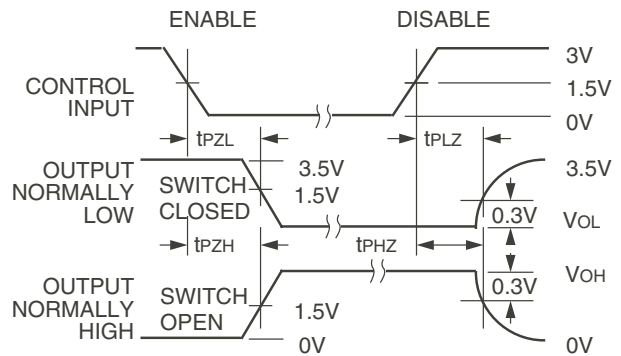 ENABLE
DISABLE
3V
CONTROL
INPUT
1.5V
0V
tPZL
tPLZ
OUTPUT
NORMALLY
LOW
SWITCH
CLOSED
3.5V
1.5V
3.5V
0.3V
VOL
tPZH
tPHZ
OUTPUT
NORMALLY
HIGH
SWITCH
OPEN
1.5V
0V
VOH
0.3V
0V